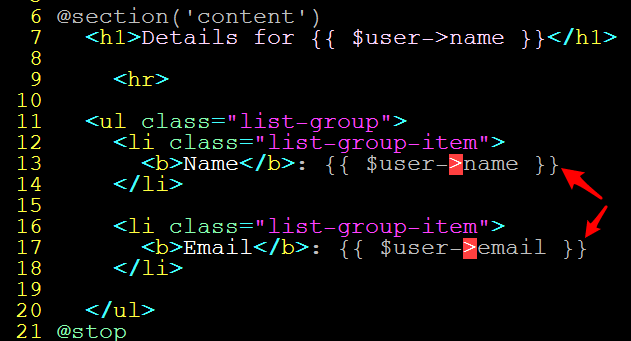 6 @section('content')
7   <h1>Details for {{ $user->name }}</h1>
8
9     <hr>
10
11   <ul class="list-group">
12     <li class="list-group-item">
13       <b>Name</b>: {{ $user->name }}
14     </li>
15
16     <li class="list-group-item">
17       <b>Email</b>: {{ $user->email }}
18     </li>
19
20   </ul>
21 @stop